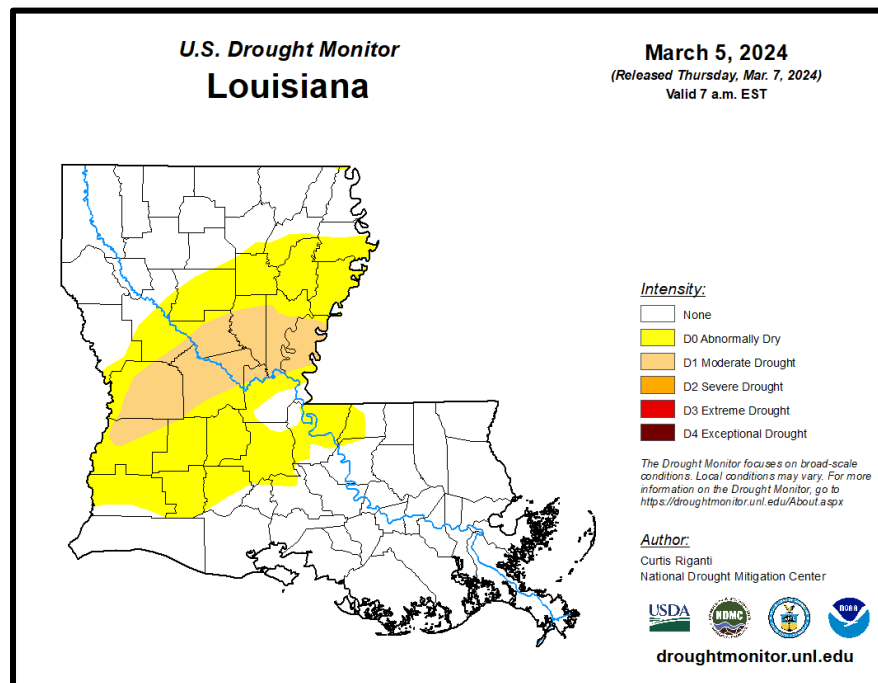 U.S. Drought Monitor
Louisiana
March 5, 2024
(Released Thursday, Mar. 7, 2024)
Valid 7 a.m. EST
Intensity:
None
D0 Abnormally Dry
D1 Moderate Drought
D2 Severe Drought
D3 Extreme Drought
D4 Exceptional Drought
The Drought Monitor focuses on broad-scale
conditions. Local conditions may vary. For more
information on the Drought Monitor, go to
https://droughtmonitor.unl.edu/About.aspx
Author:
Curtis Riganti
National Drought Mitigation Center
USDA
NDMC
NOAA
droughtmonitor.unl.edu